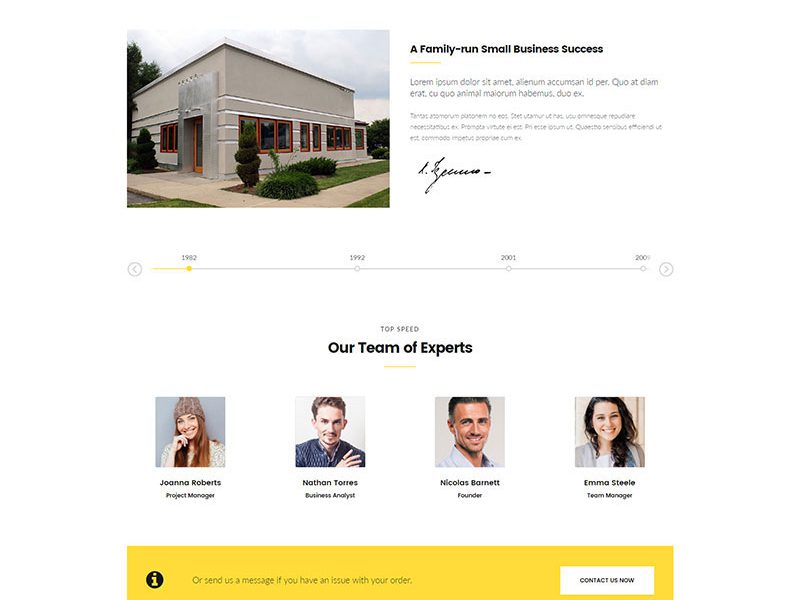 A Family-run Small Business Success
Lorem ipsum dolor sit amet, alienum accumsan id per. Quo at diam
erat, cu quo animal maiorum habemus, duo ex.
Tantas atomorum platonem no eos. Stet utamur ut has, usu omnesque repudiare
necessitatibus ex. Prompta virtute ei est. Pri esse ipsum ut. Quaestio sensibus efficiendi ut
est, commodo impetus propriae cum ex.
1982 1992 2001 2009
TOP SPEED
Our Team of Experts
Joanna Roberts Nathan Torres Nicolas Barnett Emma Steele
Project Manager Business Analyst Founder Team Manager
Or send us a message if you have an issue with your order.
CONTACT US NOW